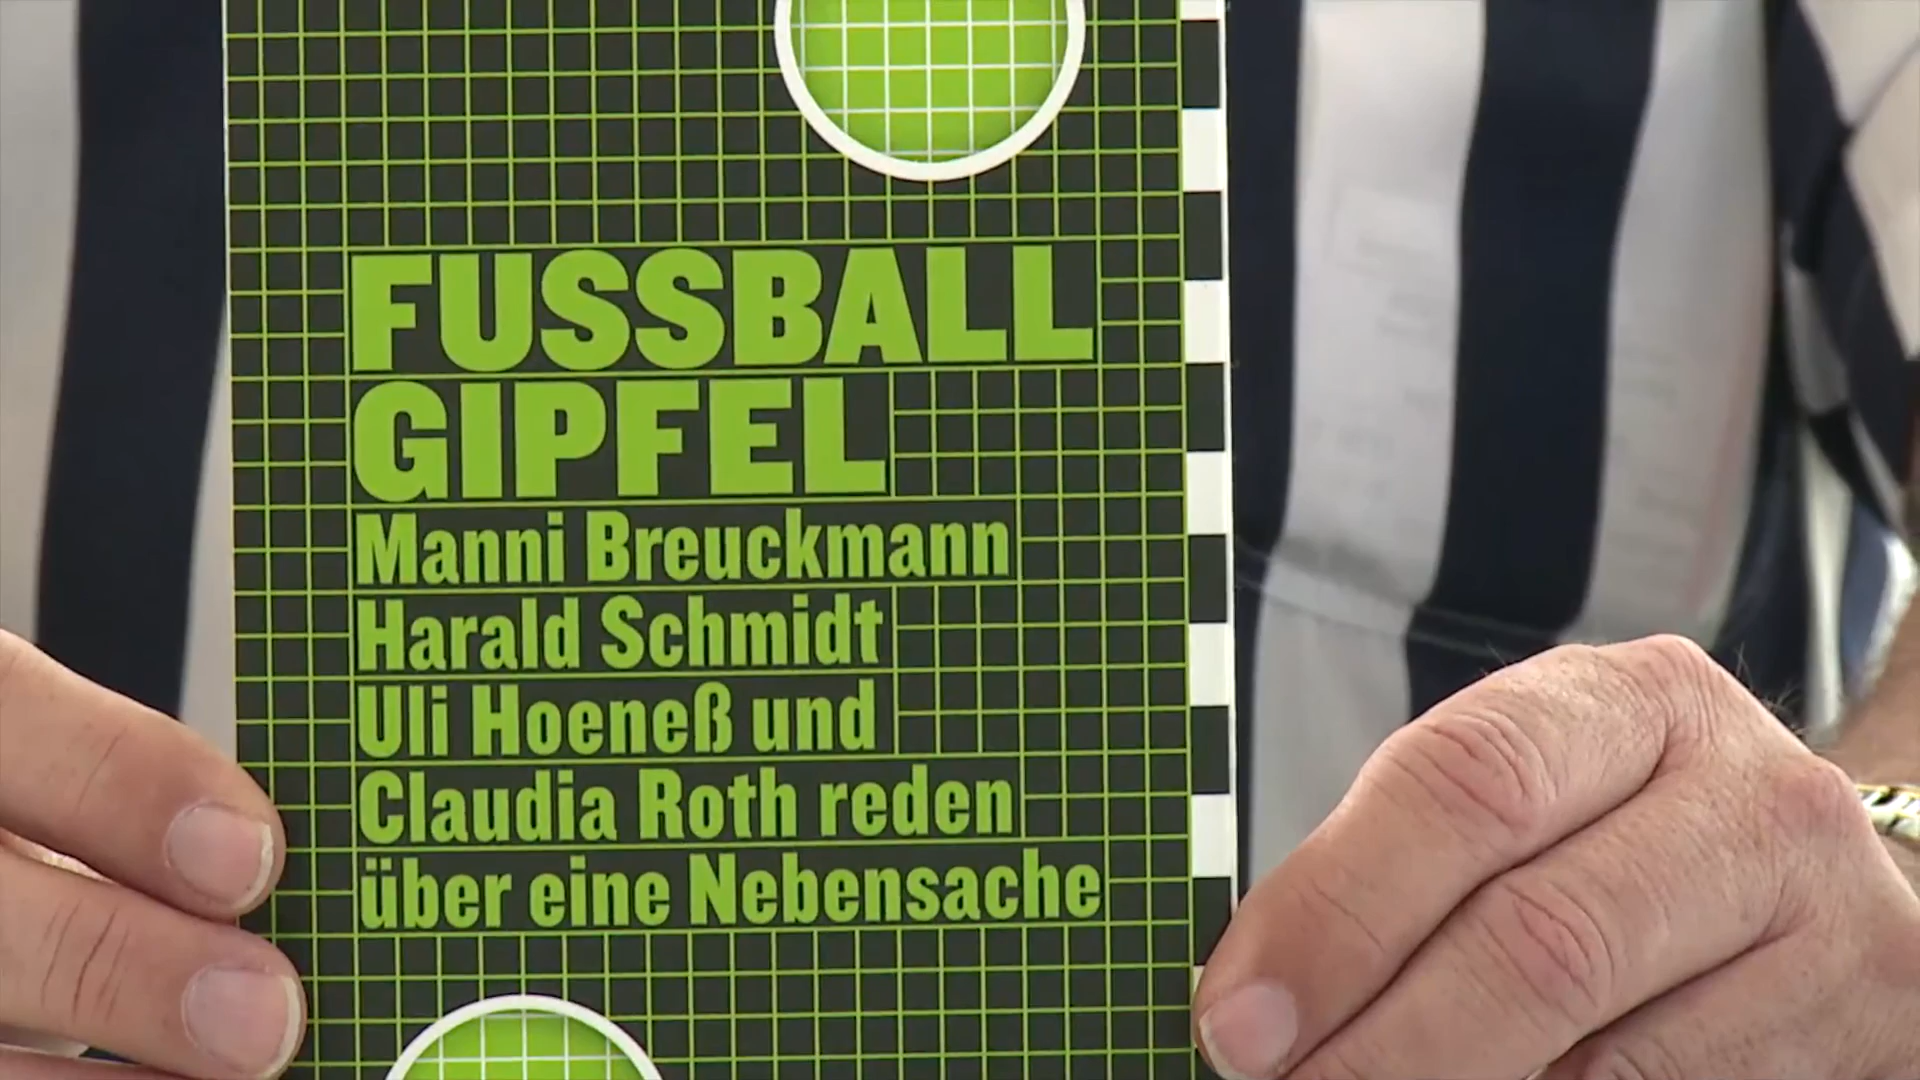 FUSSBALL
GIPFEL
Manni Breuckmann
Harald Schmidt
Uli Hoeneß und
Claudia Roth reden
über eine Nebensache